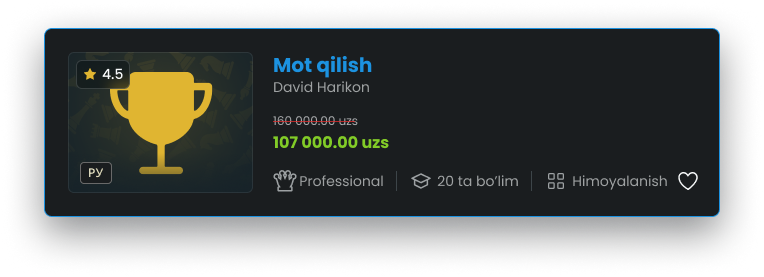 4.5
РУ
Mot qilish
David Harikon
160 000.00 uzs
107 000.00 uzs
Professional
20 ta bo‘lim
Himoyalanish